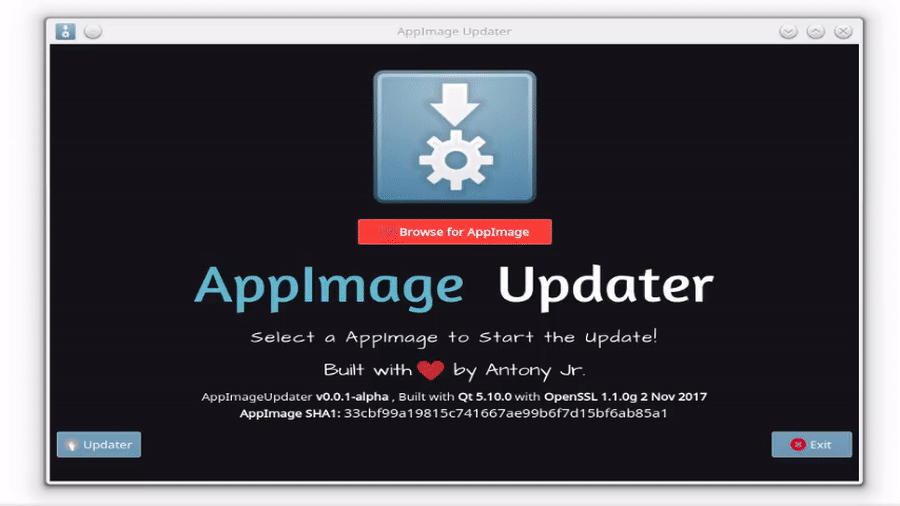 AppImage Updater
Browse for AppImage
AppImage Updater
Select a AppImage to Start the Update!
Built with by Antony Jr.
AppImageUpdater v0.0.1-alpha , Built with Qt 5.10.0 with OpenSSL 1.1.0g 2 Nov 2017
AppImage SHA1: 33cbf99a19815c741667ae99b6f7d15bf6ab85a1
Updater
Exit